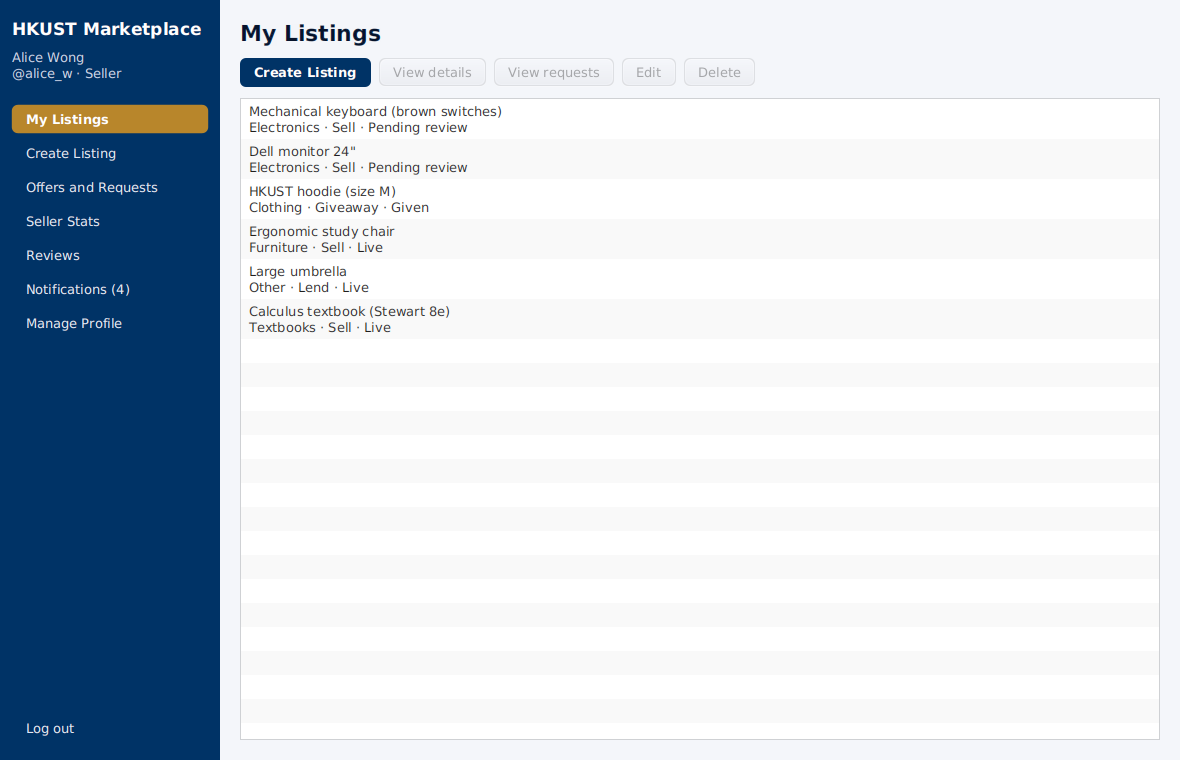 HKUST Marketplace
Alice Wong
@alice_w · Seller
My Listings
Create Listing
Offers and Requests
Seller Stats
Reviews
Notifications (4)
Manage Profile
Log out
My Listings
Create Listing
View details
View requests
Edit
Delete
Mechanical keyboard (brown switches)
Electronics · Sell · Pending review
Dell monitor 24"
Electronics · Sell · Pending review
HKUST hoodie (size M)
Clothing · Giveaway · Given
Ergonomic study chair
Furniture · Sell · Live
Large umbrella
Other · Lend · Live
Calculus textbook (Stewart 8e)
Textbooks · Sell · Live